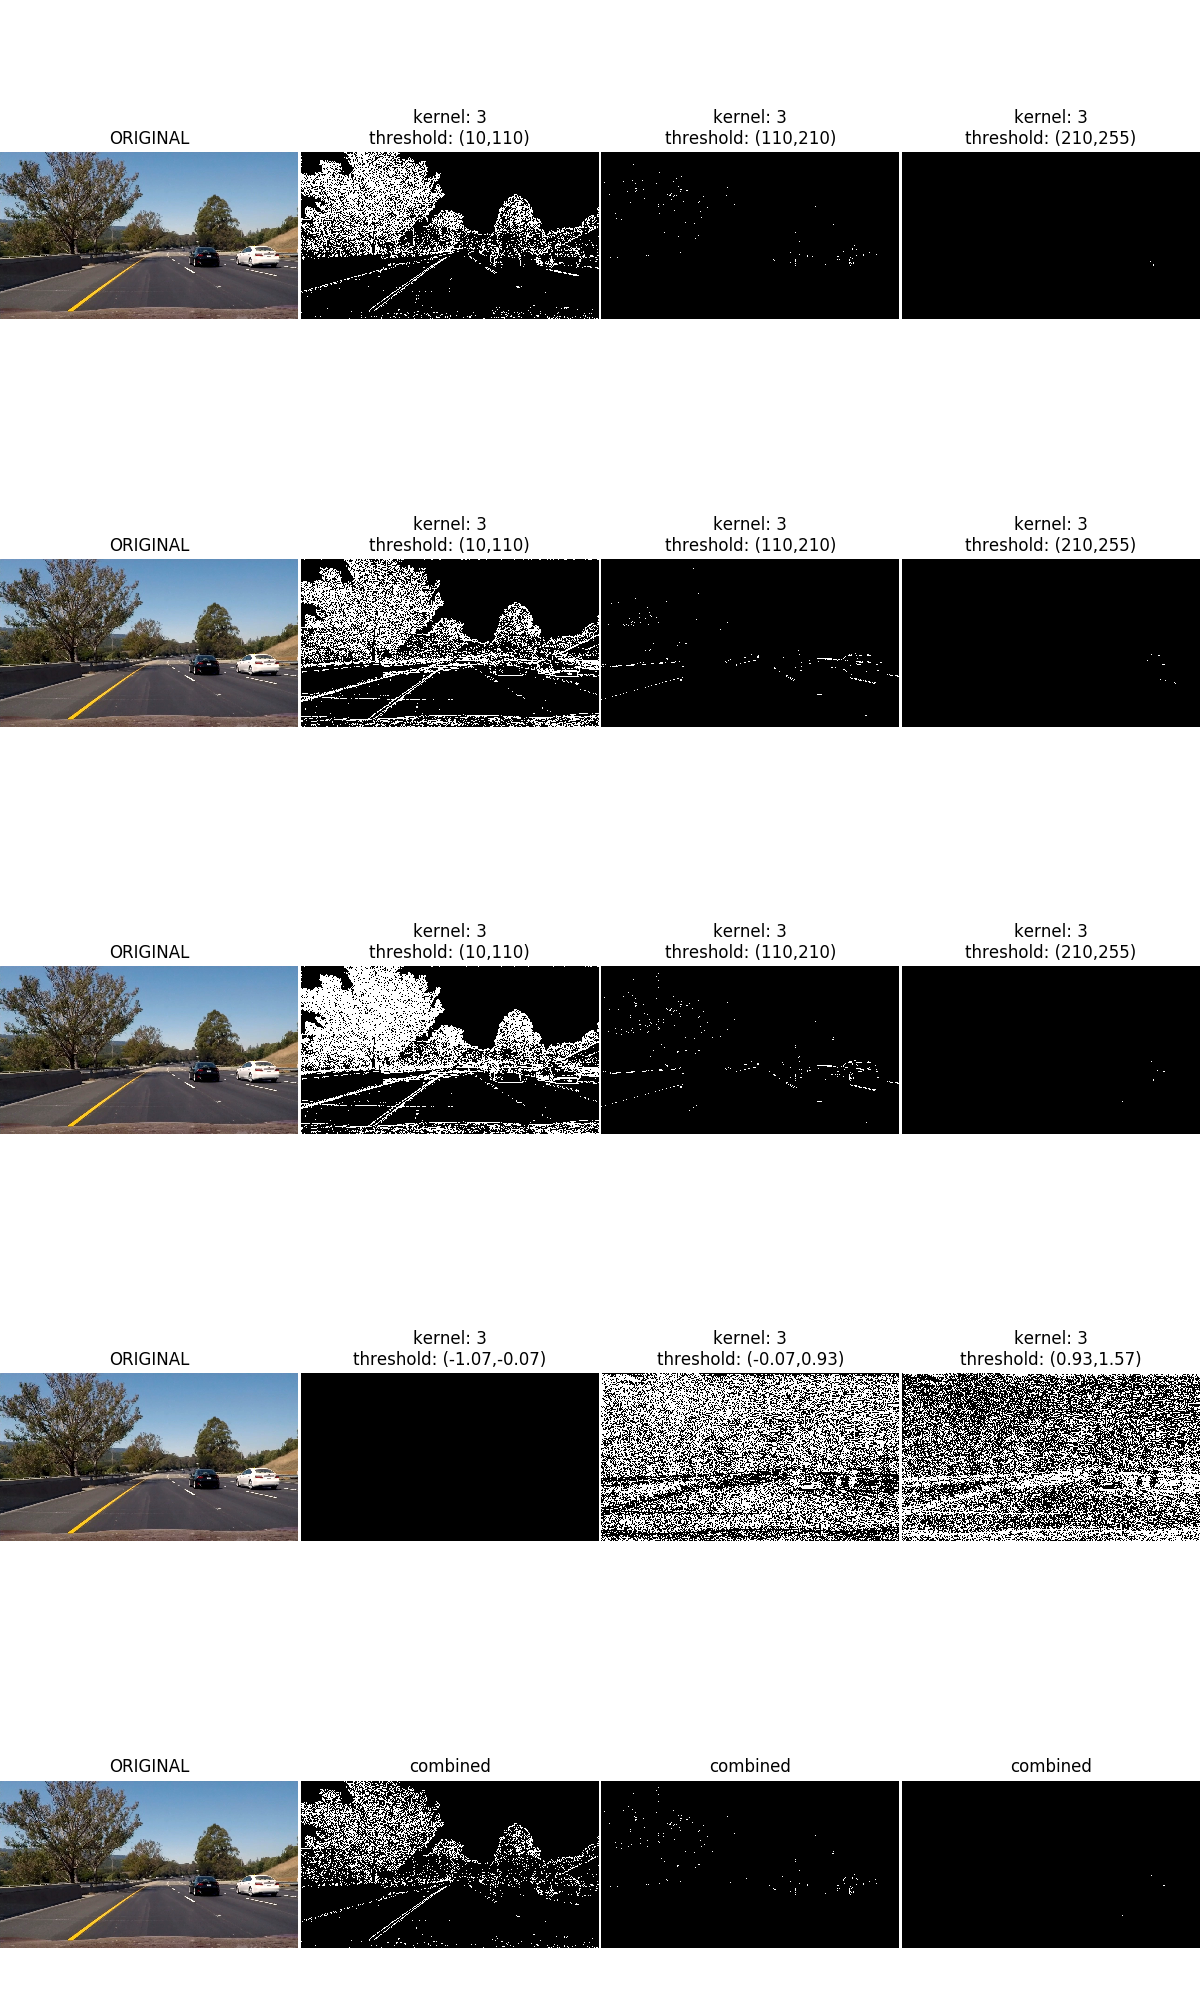 ORIGINAL
kernel: 3
threshold: (10,110)
kernel: 3
threshold: (110,210)
kernel: 3
threshold: (210,255)
ORIGINAL
kernel: 3
threshold: (10,110)
kernel: 3
threshold: (110,210)
kernel: 3
threshold: (210,255)
ORIGINAL
kernel: 3
threshold: (10,110)
kernel: 3
threshold: (110,210)
kernel: 3
threshold: (210,255)
ORIGINAL
kernel: 3
threshold: (-1.07,-0.07)
kernel: 3
threshold: (-0.07,0.93)
kernel: 3
threshold: (0.93,1.57)
ORIGINAL
combined
combined
combined